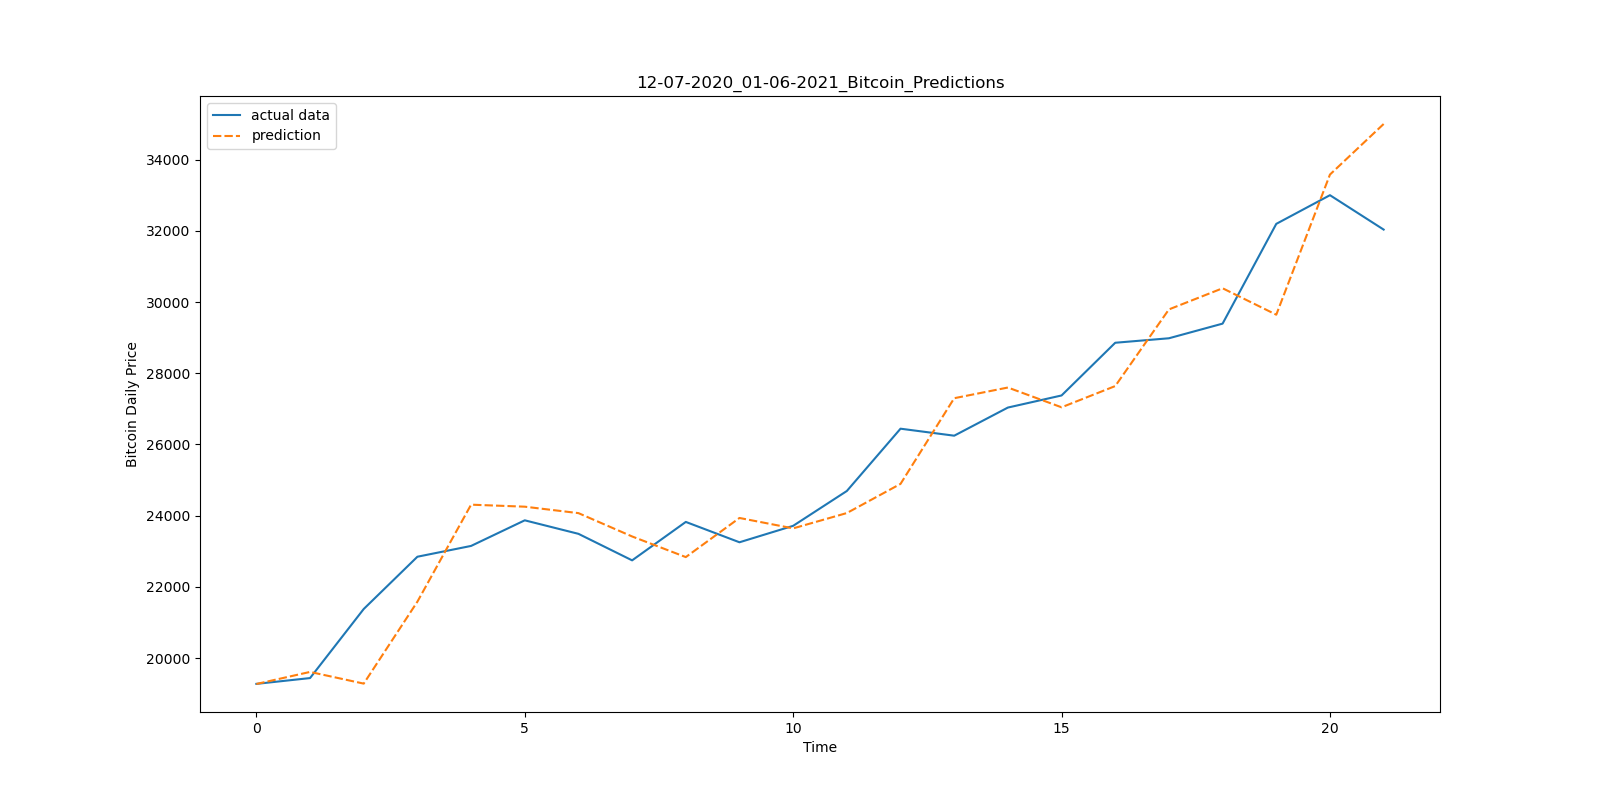 12-07-2020_01-06-2021_Bitcoin_Predictions
actual data
prediction
34000
32000
30000
28000
26000
24000
22000
20000
Bitcoin Daily Price
0 5 10 15 20
Time